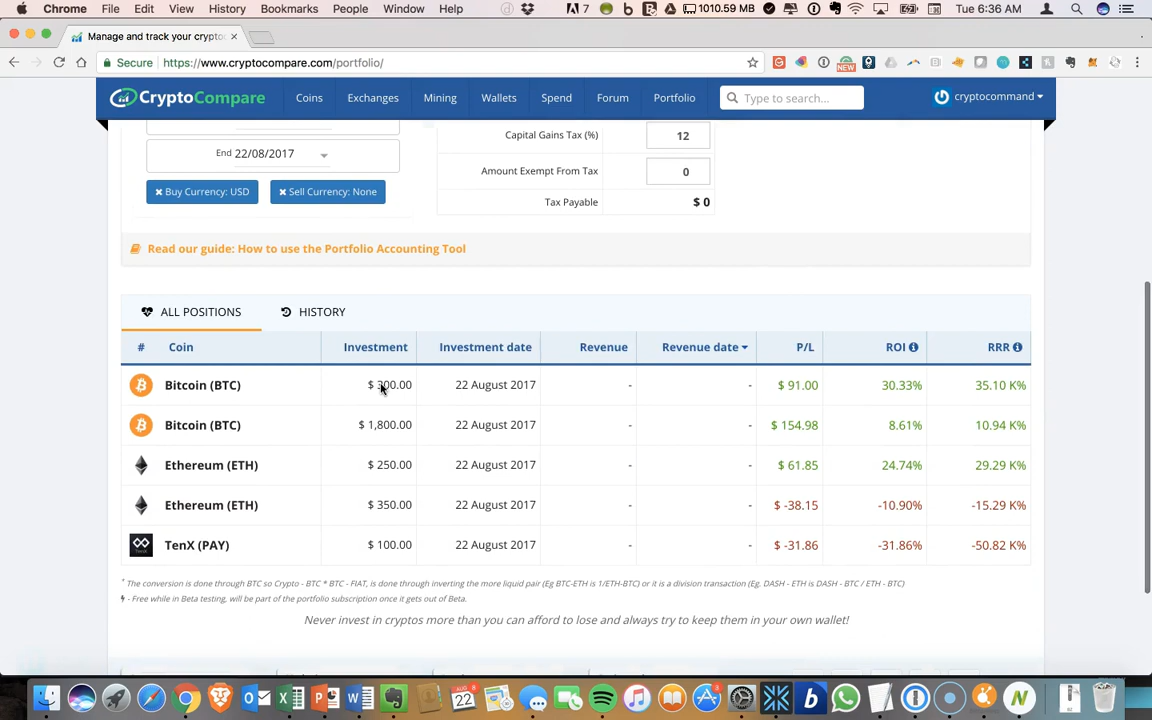 Chrome File Edit View History Bookmarks People Window Help 7 1010.59 MB Tue 6:36 AM
Manage and track your crypto
Secure https://www.cryptocompare.com/portfolio/ NEW
CryptoCompare Coins Exchanges Mining Wallets Spend Forum Portfolio Type to search... cryptocommand
Capital Gains Tax (%) 12
End 22/08/2017
Amount Exempt From Tax 0
Buy Currency: USD Sell Currency: None
Tax Payable $ 0
Read our guide: How to use the Portfolio Accounting Tool
ALL POSITIONS HISTORY
# Coin Investment Investment date Revenue Revenue date P/L ROI RRR
Bitcoin (BTC) $ 300.00 22 August 2017 - - $ 91.00 30.33% 35.10 K%
Bitcoin (BTC) $ 1,800.00 22 August 2017 - - $ 154.98 8.61% 10.94 K%
Ethereum (ETH) $ 250.00 22 August 2017 - - $ 61.85 24.74% 29.29 K%
Ethereum (ETH) $ 350.00 22 August 2017 - - $ -38.15 -10.90% -15.29 K%
TenX (PAY) $ 100.00 22 August 2017 - - $ -31.86 -31.86% -50.82 K%
* The conversion is done through BTC so Crypto - BTC * BTC - FIAT, is done through inverting the more liquid pair (Eg BTC-ETH is 1/ETH-BTC) or it is a division transaction (Eg. DASH - ETH is DASH - BTC / ETH - BTC)
- Free while in Beta testing, will be part of the portfolio subscription once it gets out of Beta.
Never invest in cryptos more than you can afford to lose and always try to keep them in your own wallet!
22